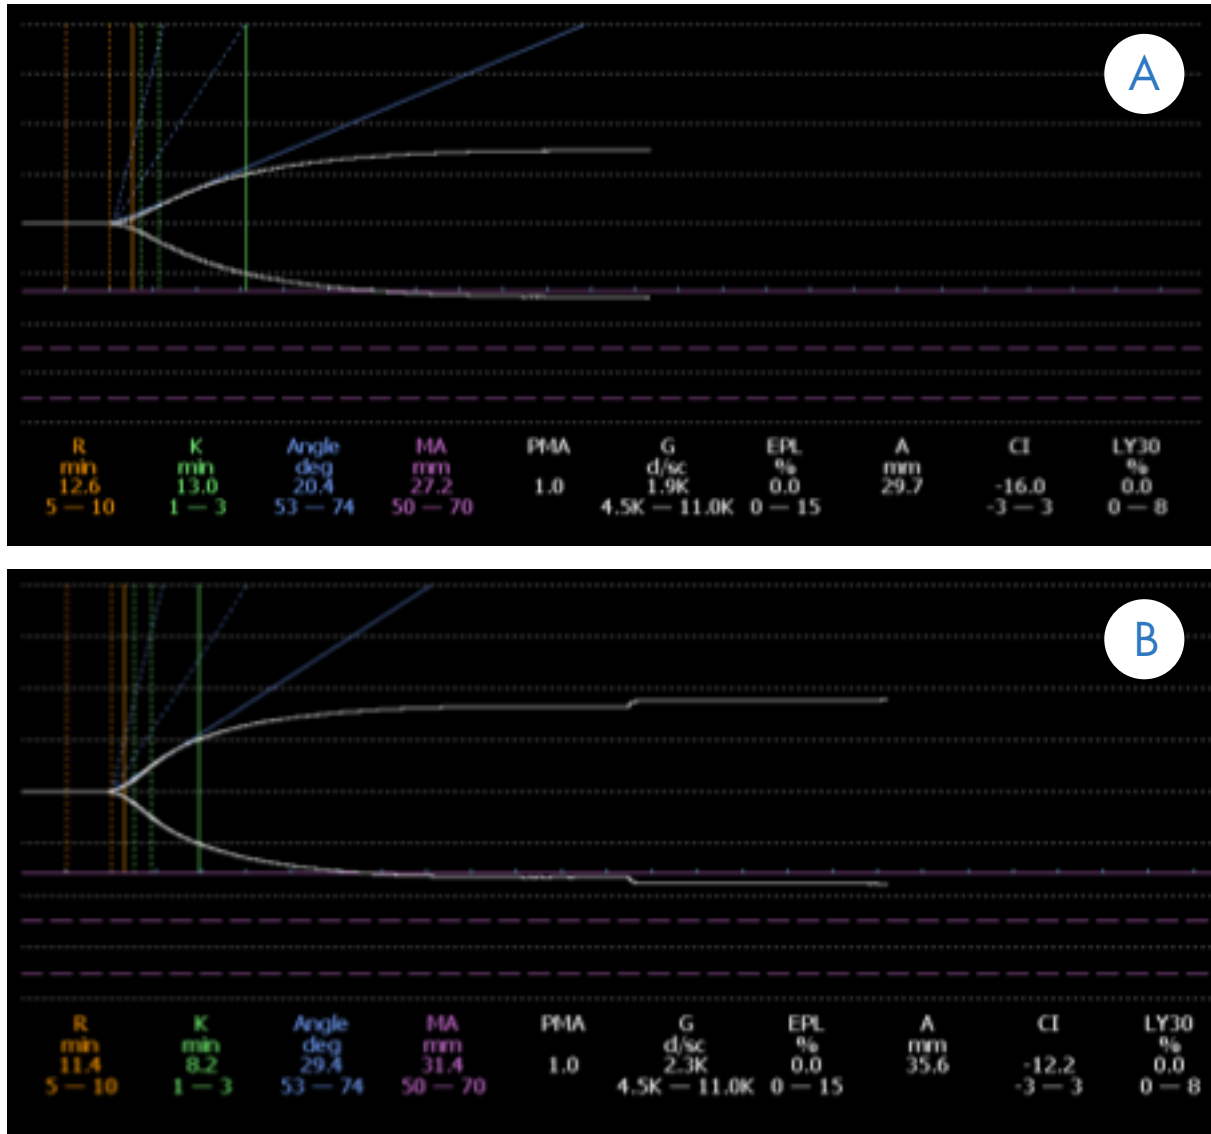 A
R K Angle MA PMA G EPL A CI LY30
min min deg mm d/sc % mm %
12.6 13.0 20.4 27.2 1.0 1.9K 0.0 29.7 -16.0 0.0
5 — 10 1 — 3 53 — 74 50 — 70 4.5K — 11.0K 0 — 15 -3 — 3 0 — 8
B
R K Angle MA PMA G EPL A CI LY30
min min deg mm d/sc % mm %
11.4 8.2 29.4 31.4 1.0 2.3K 0.0 35.6 -12.2 0.0
5 — 10 1 — 3 53 — 74 50 — 70 4.5K — 11.0K 0 — 15 -3 — 3 0 — 8